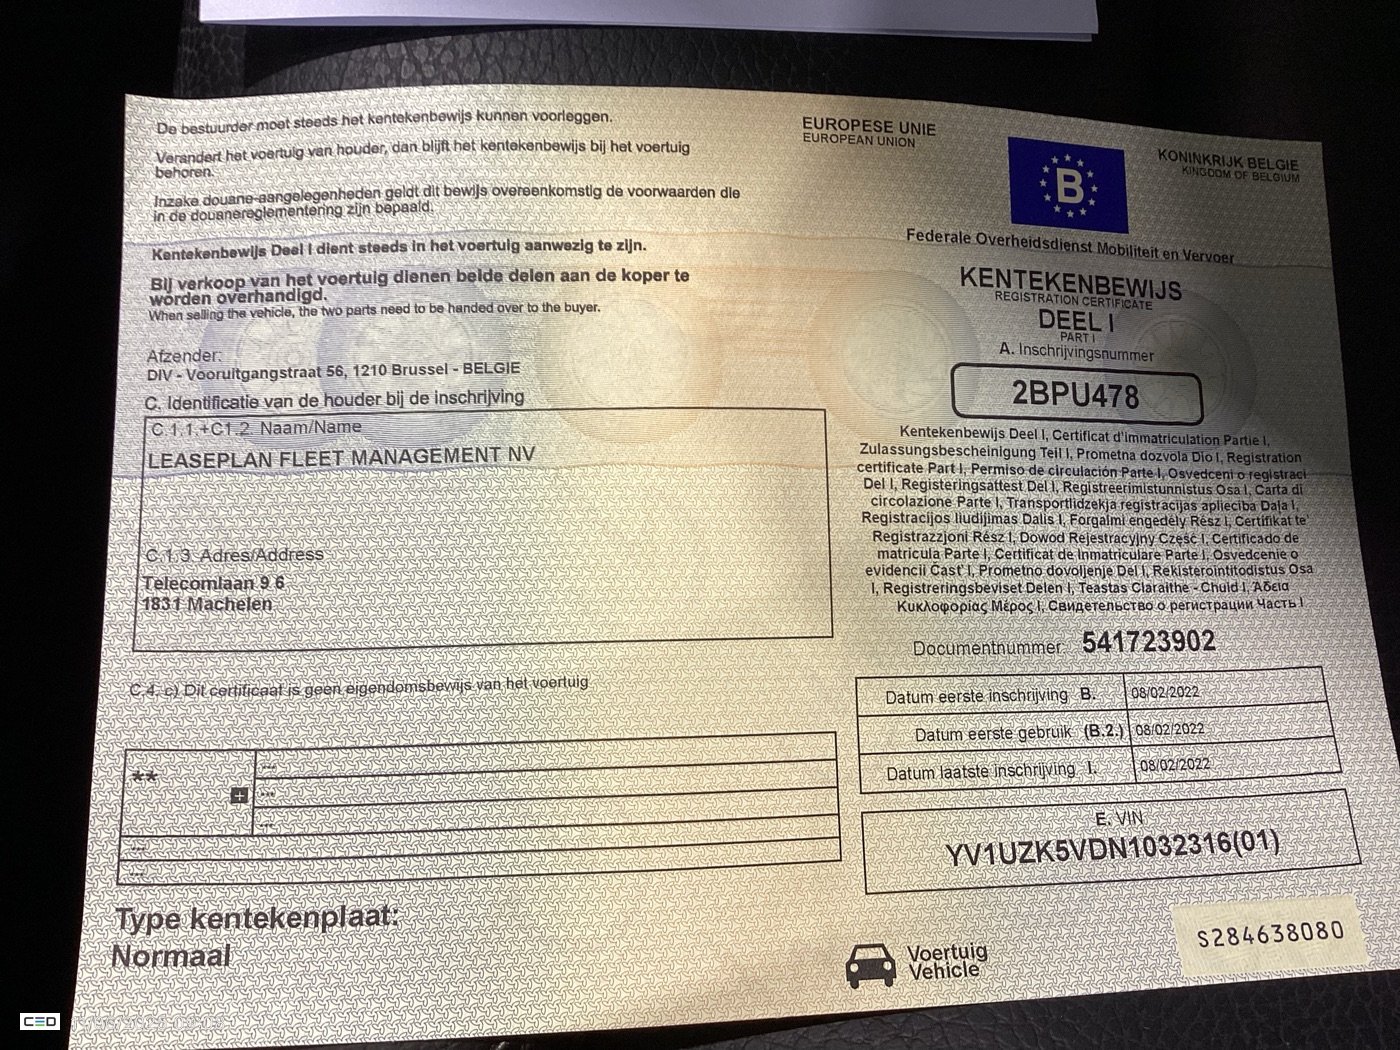 De bestuurder moet steeds het kentekenbewijs kunnen voorleggen.
Verandert het voertuig van houder, dan blijft het kentekenbewijs bij het voertuig
behoren.
Inzake douane-aangelegenheden geldt dit bewijs overeenkomstig de voorwaarden die
in de douanereglementering zijn bepaald.
Kentekenbewijs Deel I dient steeds in het voertuig aanwezig te zijn.
Bij verkoop van het voertuig dienen beide delen aan de koper te
worden overhandigd.
When selling the vehicle, the two parts need to be handed over to the buyer.
Afzender:
DIV - Vooruitgangstraat 56, 1210 Brussel - BELGIE
C. Identificatie van de houder bij de inschrijving
C.1.1.+C1.2. Naam/Name
LEASEPLAN FLEET MANAGEMENT NV
C.1.3. Adres/Address
Telecomlaan 9 6
1831 Machelen
C.4. c) Dit certificaat is geen eigendomsbewijs van het voertuig
**
+
---
---
---
---
---
Type kentekenplaat:
Normaal
EUROPESE UNIE
EUROPEAN UNION
B
KONINKRIJK BELGIE
KINGDOM OF BELGIUM
Federale Overheidsdienst Mobiliteit en Vervoer
KENTEKENBEWIJS
REGISTRATION CERTIFICATE
DEEL I
PART I
A. Inschrijvingsnummer
2BPU478
Kentekenbewijs Deel I, Certificat d'immatriculation Partie I,
Zulassungsbescheinigung Teil I, Prometna dozvola Dio I, Registration
certificate Part I, Permiso de circulación Parte I, Osvedceni o registraci
Del I, Registeringsattest Del I, Registreerimistunnistus Osa I, Carta di
circolazione Parte I, Transportlidzekja registracijas aplieciba Daļa I,
Registracijos liudijimas Dalis I, Forgalmi engedély Rész I, Certifikat te'
Registrazzjoni Rész I, Dowod Rejestracyjny Część I, Certificado de
matricula Parte I, Certificat de Inmatriculare Parte I, Osvedcenie o
evidencii Cast' I, Prometno dovoljenje Del I, Rekisterointitodistus Osa
I, Registreringsbeviset Delen I, Teastas Claraithe - Chuid I, Άδεια
Κυκλοφορίας Μέρος I, Свидетельство о регистрации Часть I
Documentnummer: 541723902
Datum eerste inschrijving B. 08/02/2022
Datum eerste gebruik (B.2.) 08/02/2022
Datum laatste inschrijving I. 08/02/2022
E. VIN
YV1UZK5VDN1032316(01)
Voertuig
Vehicle
S284638080
CED